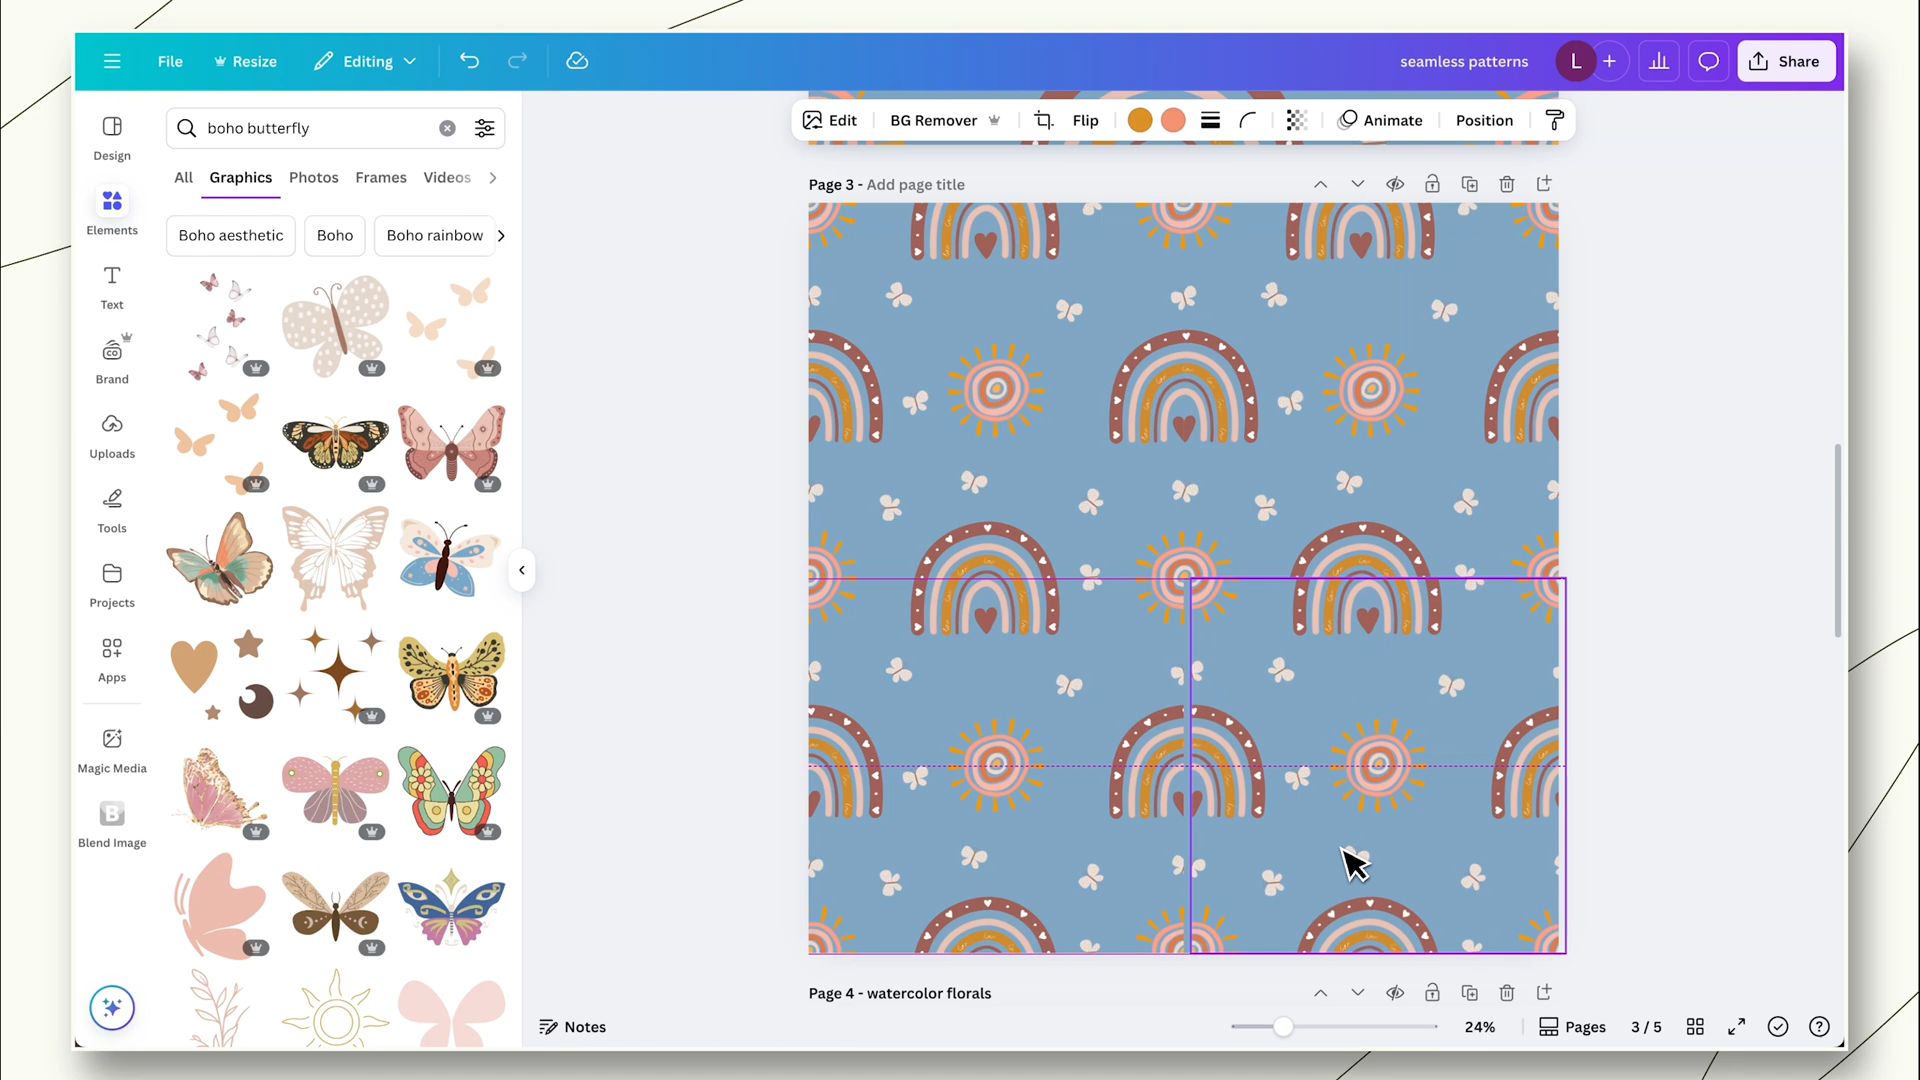 File
Resize
Editing
seamless patterns
L
Share
boho butterfly
Edit
BG Remover
Flip
Animate
Position
Design
All
Graphics
Photos
Frames
Videos
Page 3 - Add page title
Elements
Boho aesthetic
Boho
Boho rainbow
Text
CO
Brand
Uploads
Tools
Projects
Apps
Magic Media
B
Blend Image
Page 4 - watercolor florals
Notes
24%
Pages
3 / 5